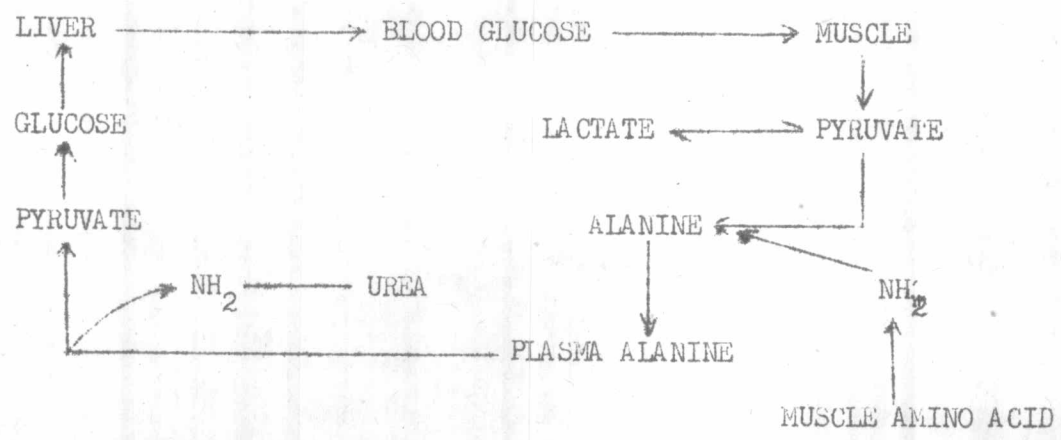 LIVER BLOOD GLUCOSE MUSCLE
GLUCOSE LACTATE PYRUVATE
PYRUVATE ALANINE
NH2 UREA NH2
PLASMA ALANINE
MUSCLE AMINO ACID